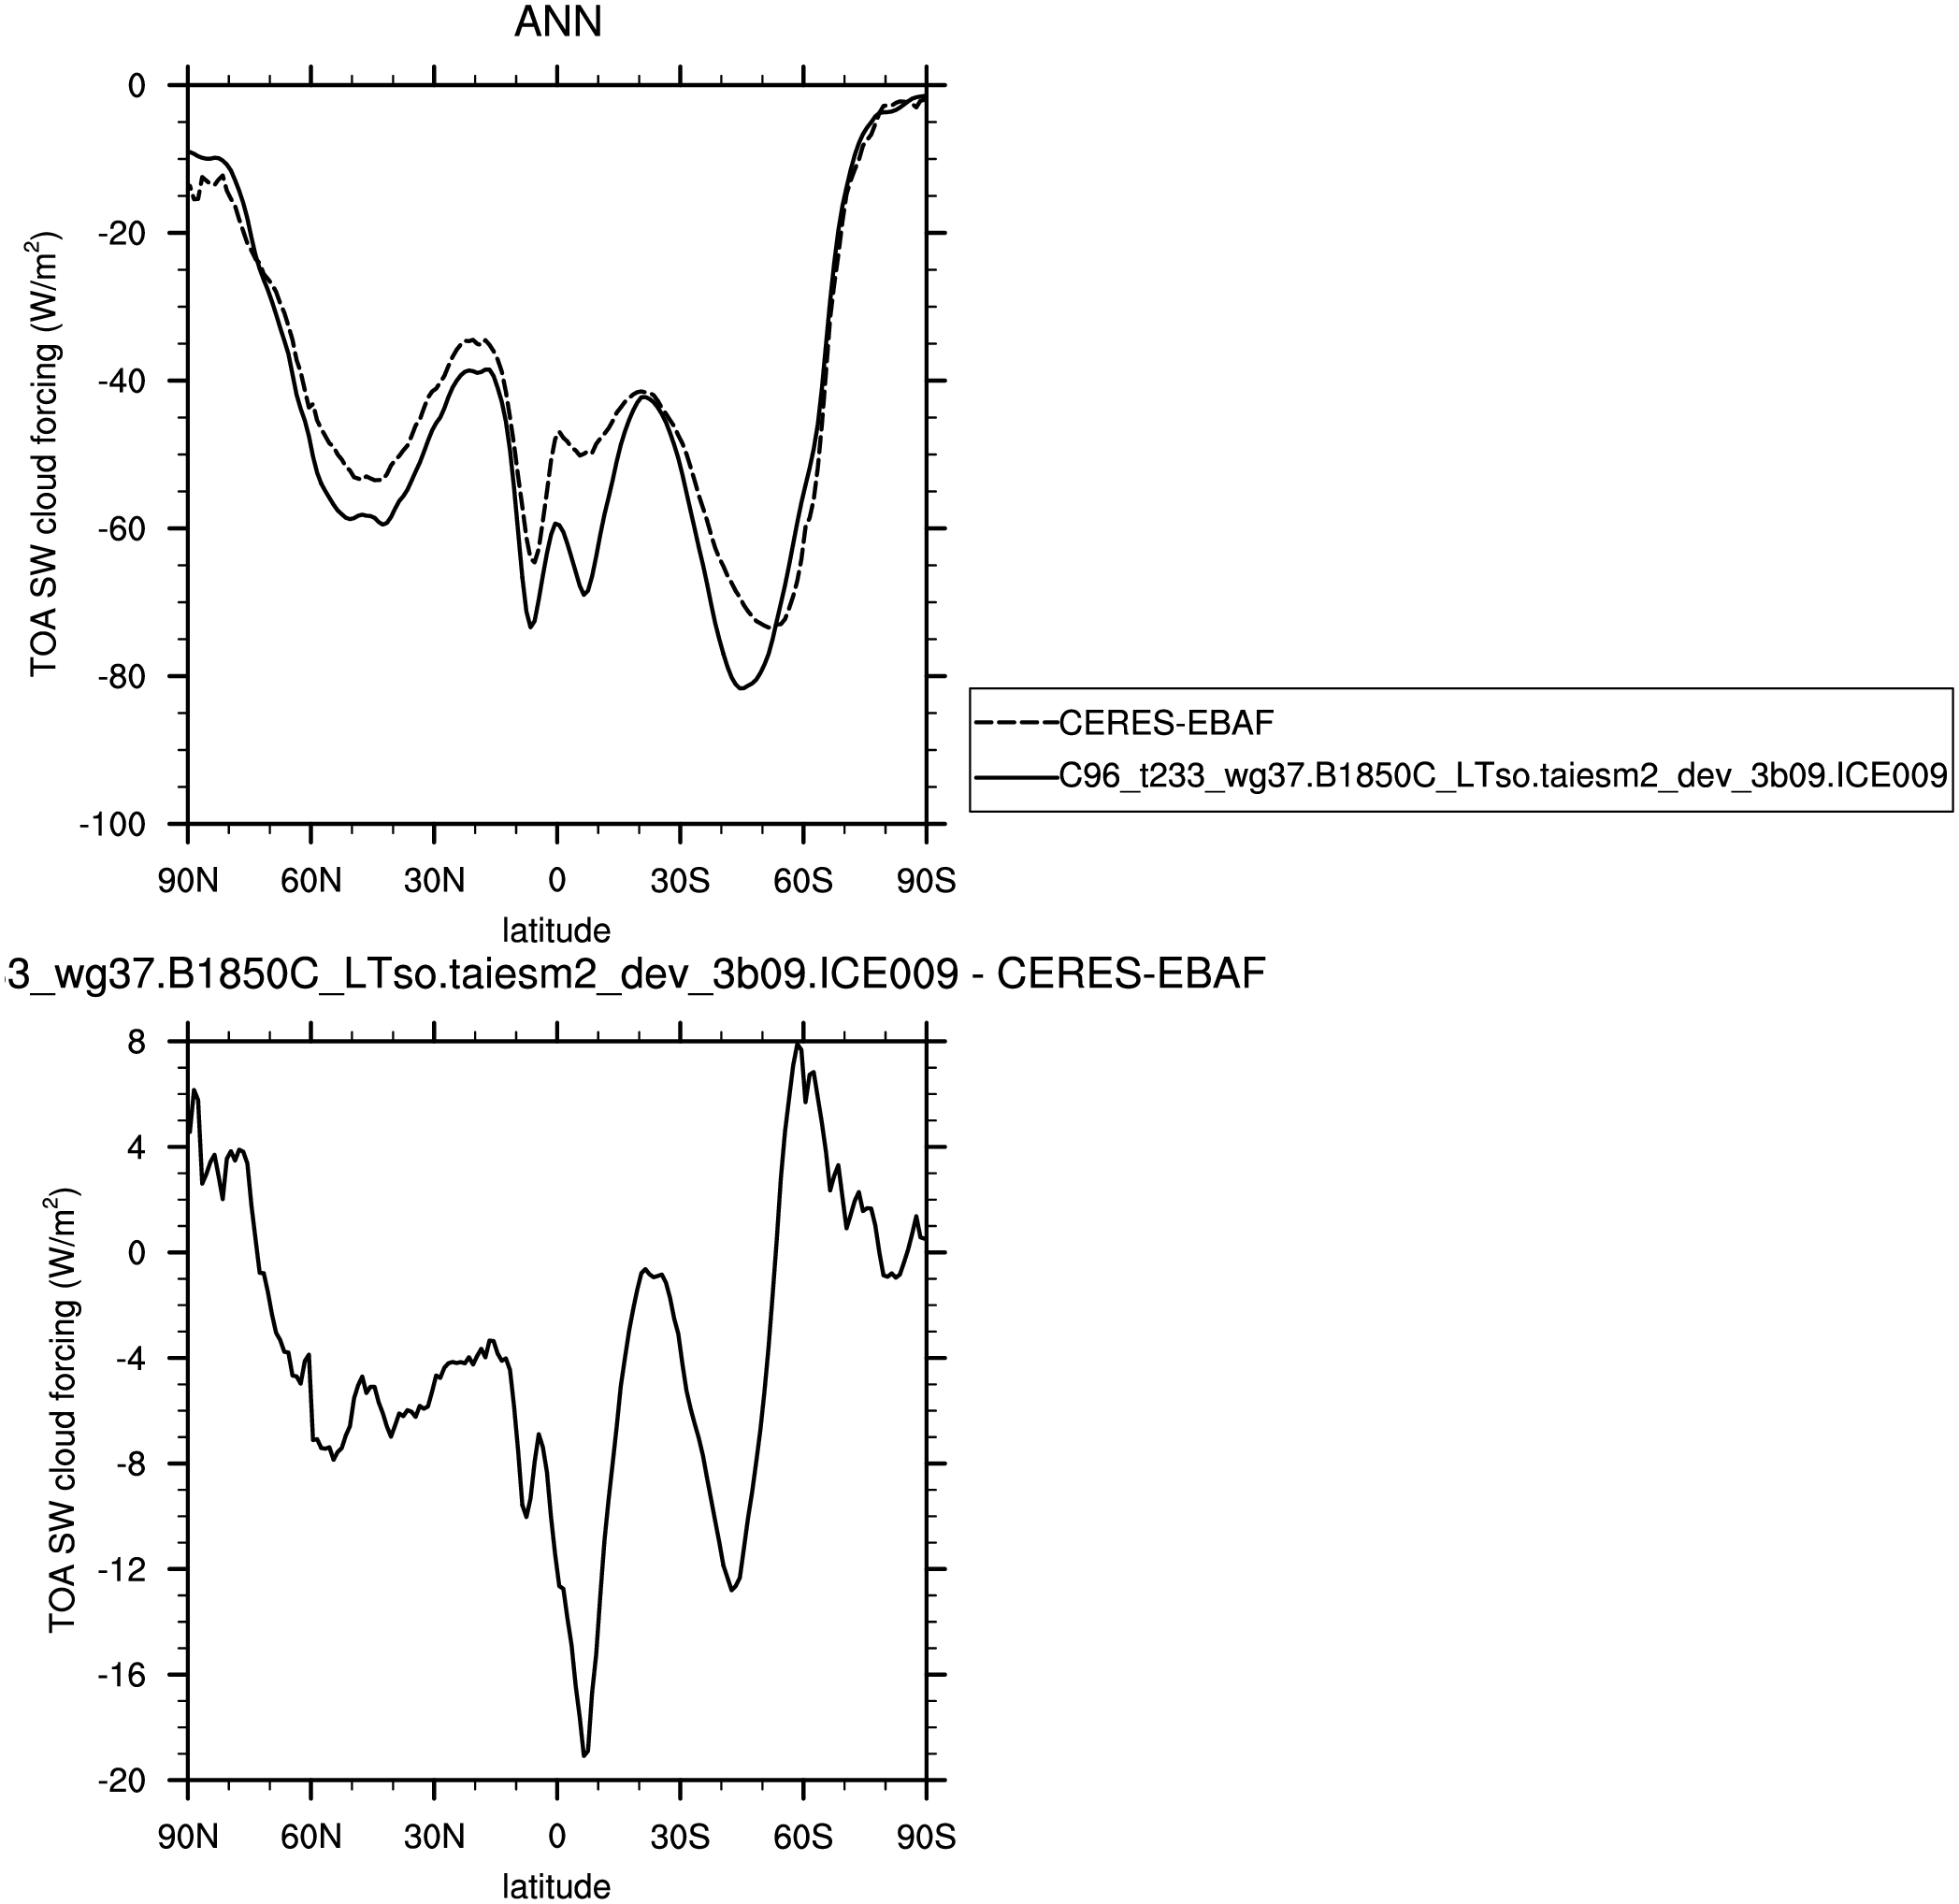 ANN
0
-20
-40
-60
-80
-100
TOA SW cloud forcing (W/m²)
90N 60N 30N 0 30S 60S 90S
latitude
CERES-EBAF
C96_t233_wg37.B1850C_LTso.taiesm2_dev_3b09.ICE009
3_wg37.B1850C_LTso.taiesm2_dev_3b09.ICE009 - CERES-EBAF
8
4
0
-4
-8
-12
-16
-20
TOA SW cloud forcing (W/m²)
90N 60N 30N 0 30S 60S 90S
latitude